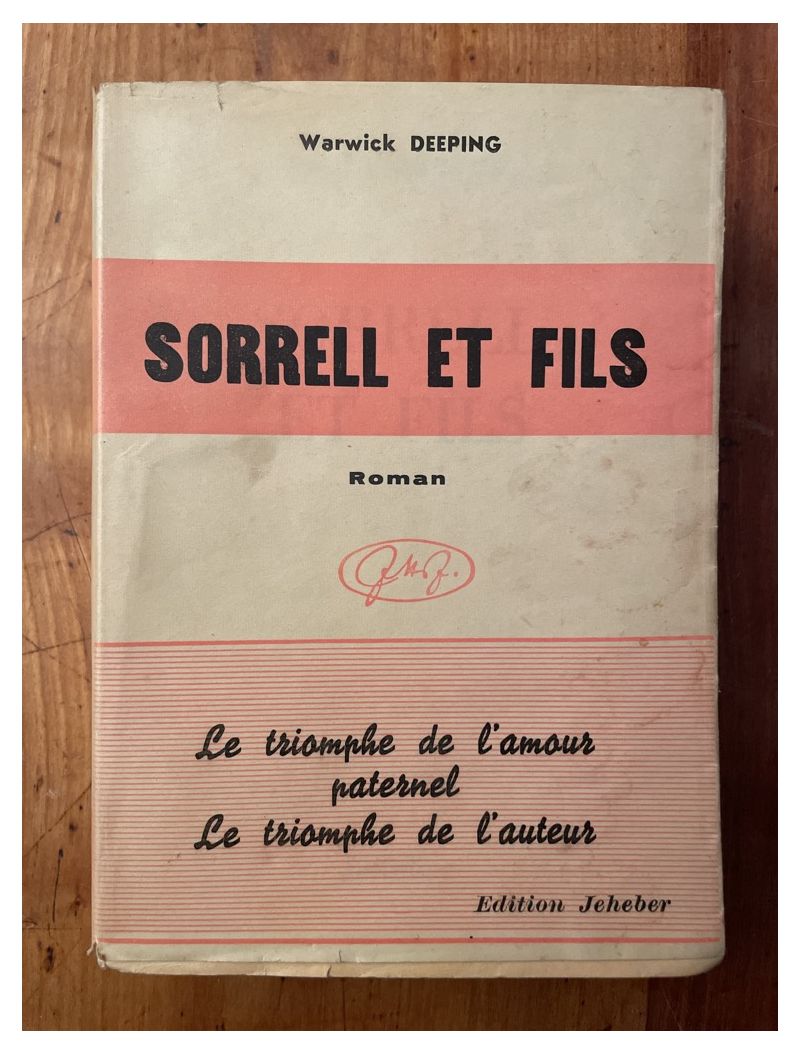 Warwick DEEPING
SORRELL ET FILS
Roman
Le triomphe de l'amour
paternel
Le triomphe de l'auteur
Edition Jeheber